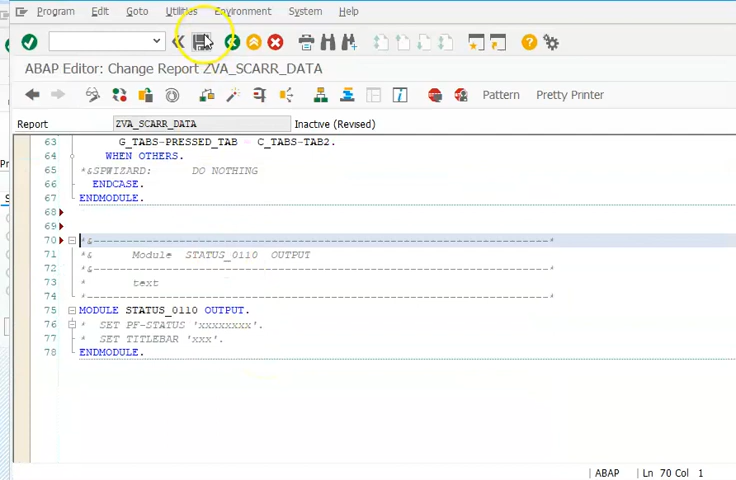 Program Edit Goto Utilities Environment System Help
ABAP Editor: Change Report ZVA_SCARR_DATA
Pattern Pretty Printer
Report ZVA_SCARR_DATA Inactive (Revised)
63 G_TABS-PRESSED_TAB = C_TABS-TAB2.
64 WHEN OTHERS.
65 *&SPWIZARD: DO NOTHING
66 ENDCASE.
67 ENDMODULE.
68
69
70 *&---------------------------------------------------------------------*
71 *& Module STATUS_0110 OUTPUT
72 *&---------------------------------------------------------------------*
73 * text
74 *----------------------------------------------------------------------*
75 MODULE STATUS_0110 OUTPUT.
76 * SET PF-STATUS 'xxxxxxxx'.
77 * SET TITLEBAR 'xxx'.
78 ENDMODULE.
ABAP Ln 70 Col 1